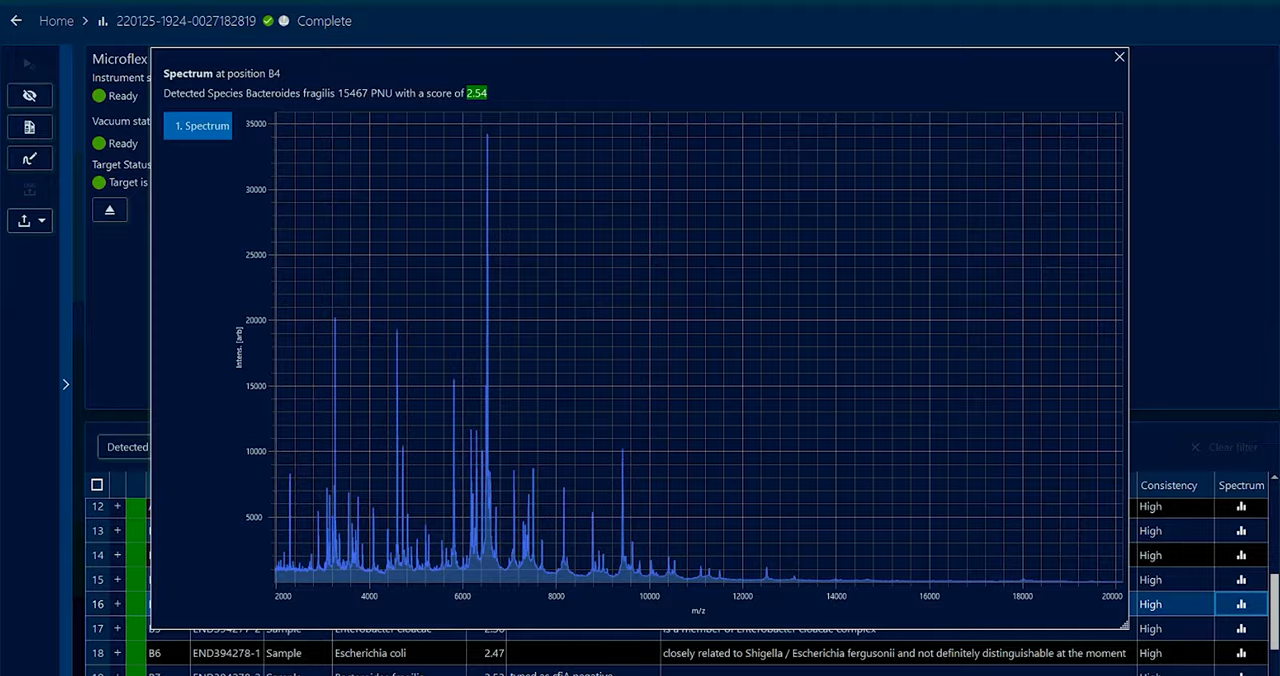 Home > 220125-1924-0027182819 Complete
Microflex
Instrument s
Ready
Vacuum stat
Ready
Target Status
Target is
Spectrum at position B4
Detected Species Bacteroides fragilis 15467 PNU with a score of 2.54
1. Spectrum
35000
30000
25000
20000
15000
10000
5000
Intens. [arb]
2000 4000 6000 8000 10000 12000 14000 16000 18000 20000
m/z
Detected
Clear filter
Consistency Spectrum
12 + High
13 + High
14 + High
15 + High
16 + High
17 + END394277-2 Sample Enterobacter cloacae 2.50 is a member of Enterobacter cloacae complex High
18 + B6 END394278-1 Sample Escherichia coli 2.47 closely related to Shigella / Escherichia fergusonii and not definitely distinguishable at the moment High